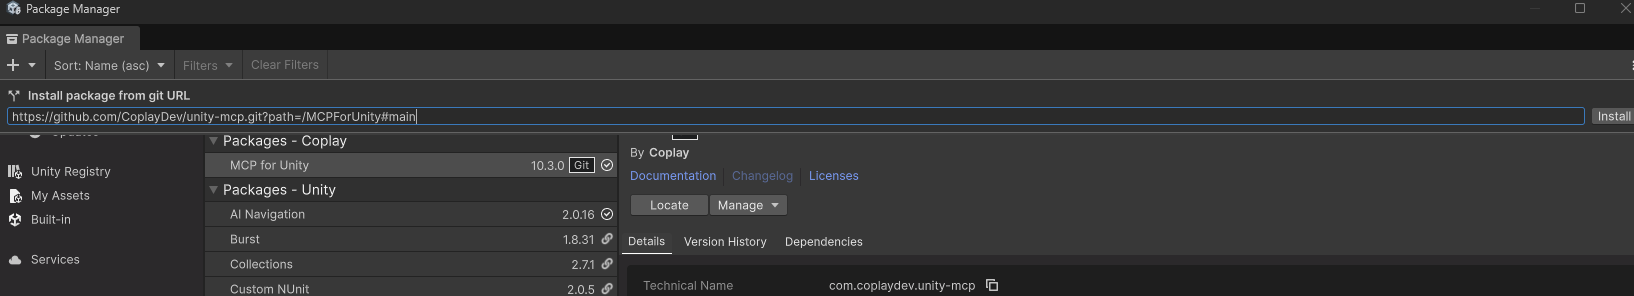 Package Manager
Package Manager
Sort: Name (asc) Filters Clear Filters
Install package from git URL
https://github.com/CoplayDev/unity-mcp.git?path=/MCPForUnity#main Install
Packages - Coplay
By Coplay
Unity Registry
MCP for Unity 10.3.0 Git
Documentation Changelog Licenses
My Assets
Packages - Unity
Built-in
AI Navigation 2.0.16
Locate Manage
Burst 1.8.31
Details Version History Dependencies
Services
Collections 2.7.1
Custom NUnit 2.0.5
Technical Name com.coplaydev.unity-mcp